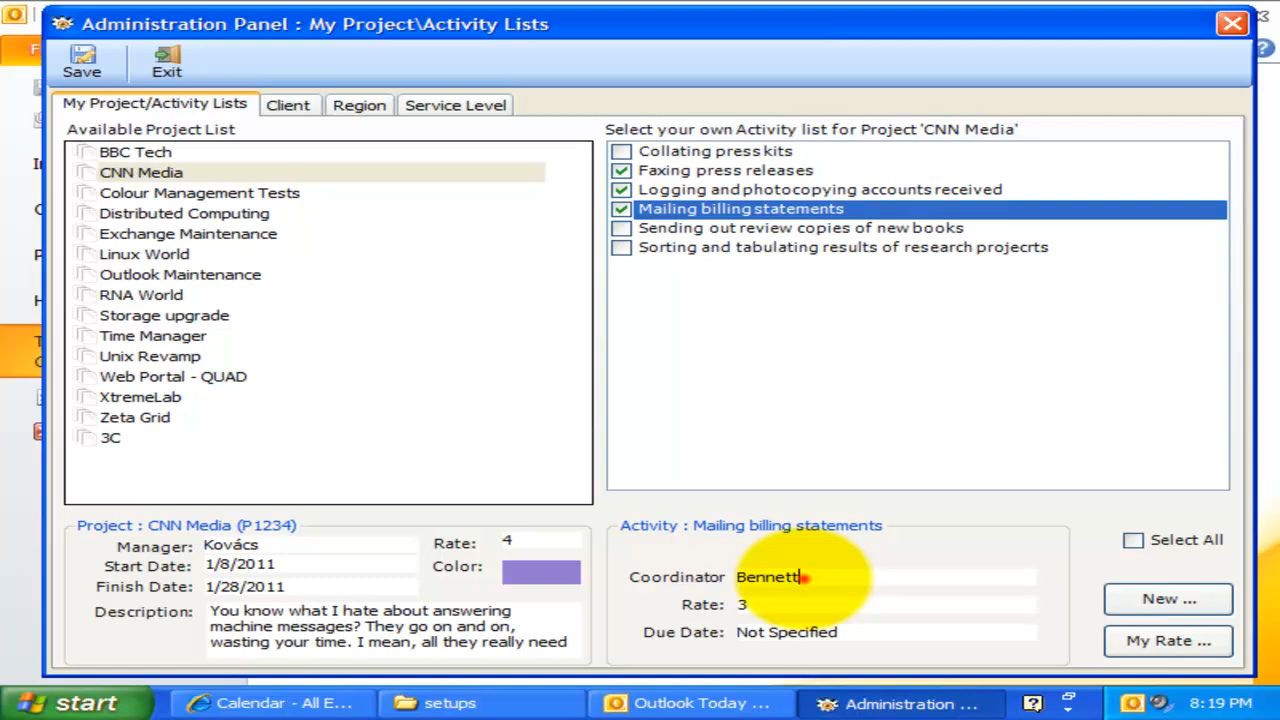 Administration Panel : My Project\Activity Lists
Save
Exit
My Project/Activity Lists
Client
Region
Service Level
Available Project List
BBC Tech
CNN Media
Colour Management Tests
Distributed Computing
Exchange Maintenance
Linux World
Outlook Maintenance
RNA World
Storage upgrade
Time Manager
Unix Revamp
Web Portal - QUAD
XtremeLab
Zeta Grid
3C
Select your own Activity list for Project 'CNN Media'
Collating press kits
Faxing press releases
Logging and photocopying accounts received
Mailing billing statements
Sending out review copies of new books
Sorting and tabulating results of research projecrts
Project : CNN Media (P1234)
Manager: Kovács
Start Date: 1/8/2011
Finish Date: 1/28/2011
Rate: 4
Color:
Description: You know what I hate about answering
machine messages? They go on and on,
wasting your time. I mean, all they really need
Activity : Mailing billing statements
Coordinator Bennett
Rate: 3
Due Date: Not Specified
Select All
New ...
My Rate ...
start
Calendar - All E...
setups
Outlook Today ...
Administration ...
8:19 PM